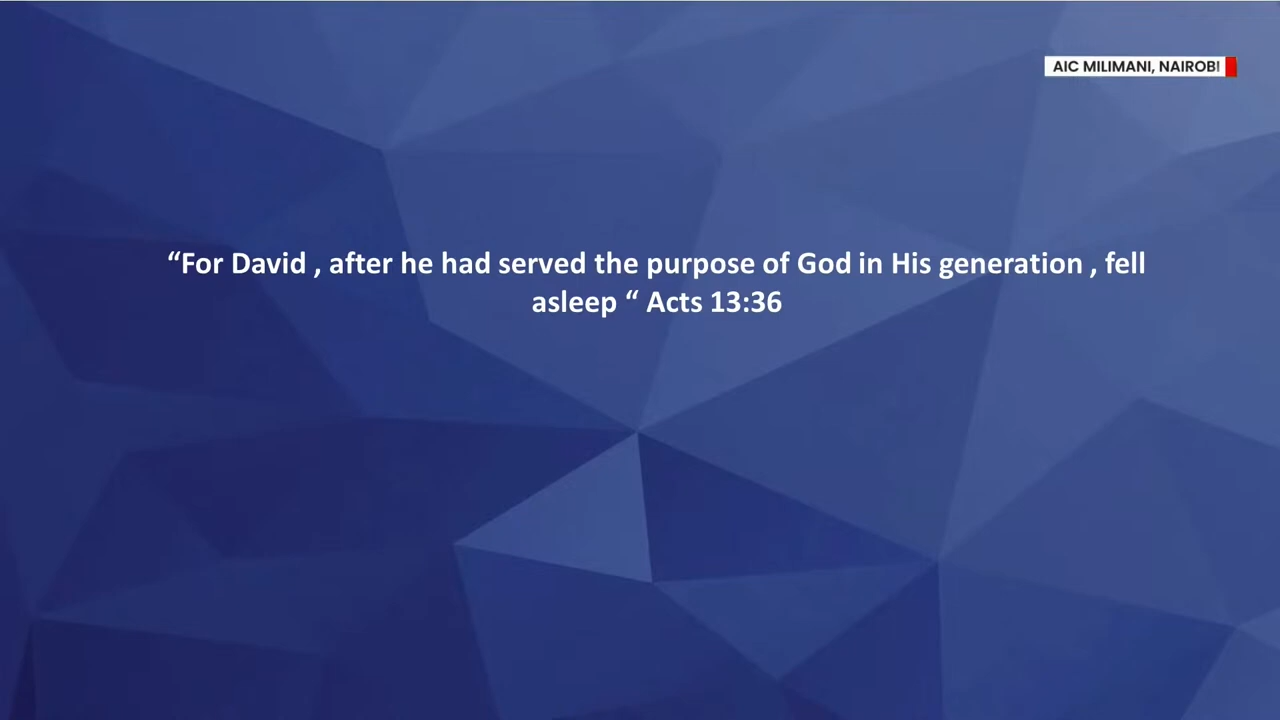 AIC MILIMANI, NAIROBI
“For David , after he had served the purpose of God in His generation , fell
asleep “ Acts 13:36